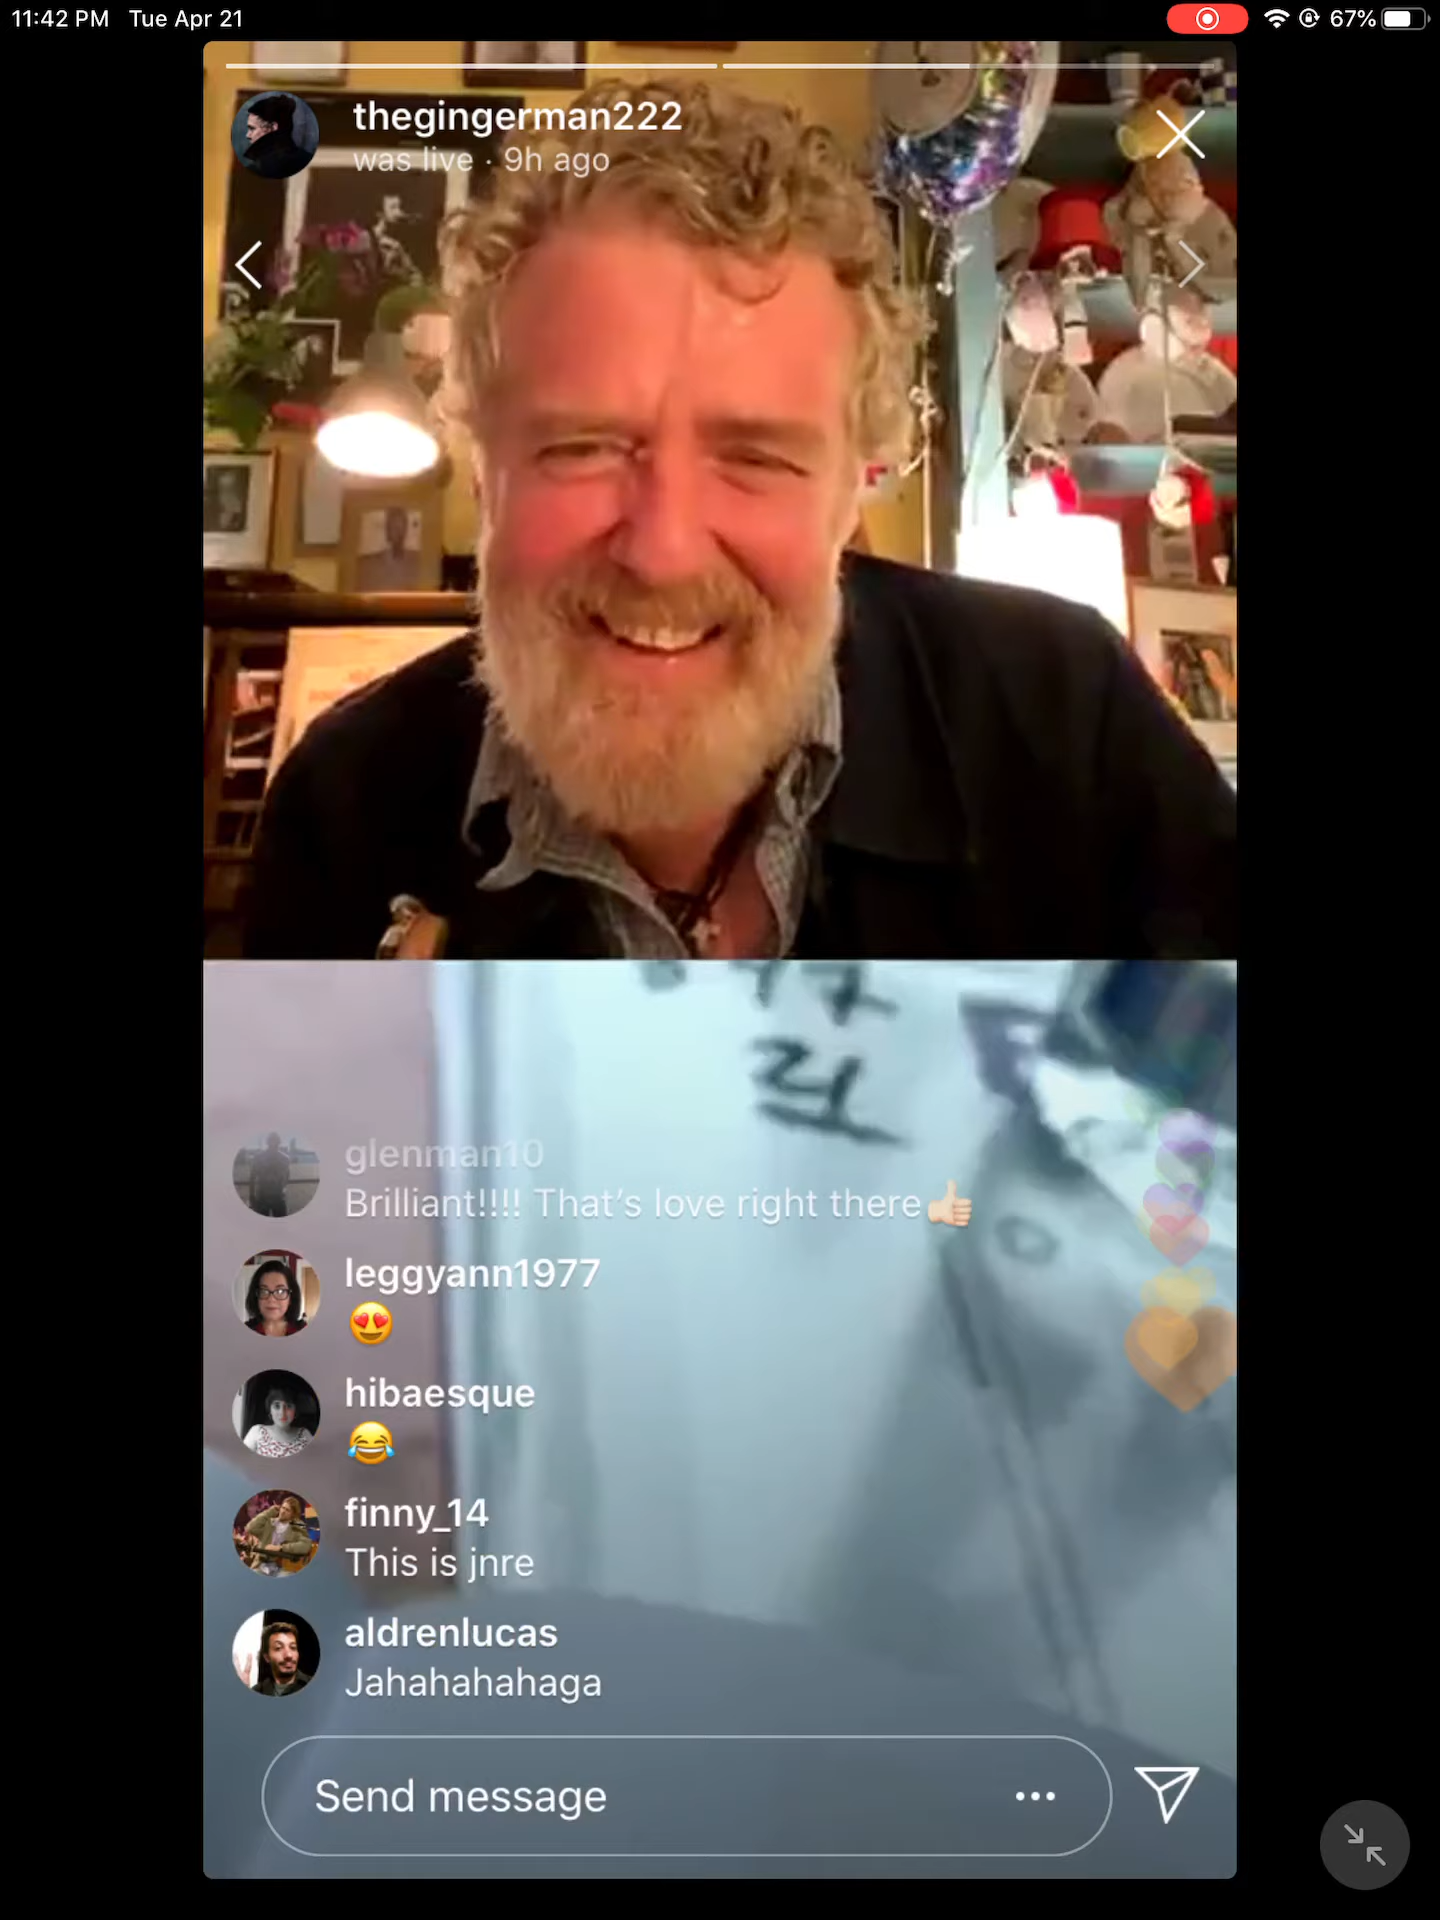 11:42 PM Tue Apr 21
67%
thegingerman222
was live · 9h ago
glenman10
Brilliant!!!! That's love right there👍🏻
leggyann1977
😍
hibaesque
😂
finny_14
This is jnre
aldrenlucas
Jahahahahaga
Send message